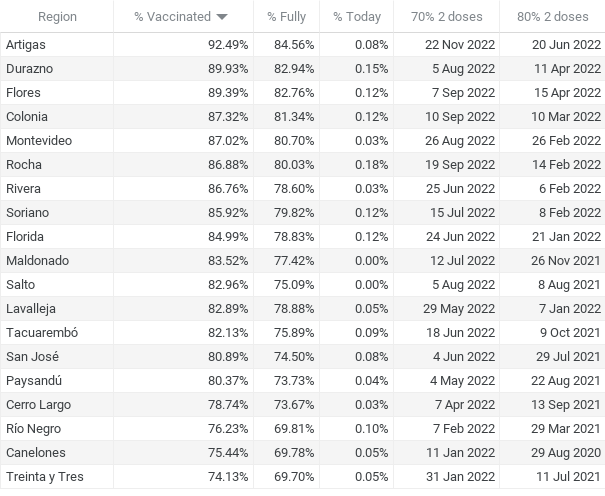 Region % Vaccinated % Fully % Today 70% 2 doses 80% 2 doses
Artigas 92.49% 84.56% 0.08% 22 Nov 2022 20 Jun 2022
Durazno 89.93% 82.94% 0.15% 5 Aug 2022 11 Apr 2022
Flores 89.39% 82.76% 0.12% 7 Sep 2022 15 Apr 2022
Colonia 87.32% 81.34% 0.12% 10 Sep 2022 10 Mar 2022
Montevideo 87.02% 80.70% 0.03% 26 Aug 2022 26 Feb 2022
Rocha 86.88% 80.03% 0.18% 19 Sep 2022 14 Feb 2022
Rivera 86.76% 78.60% 0.03% 25 Jun 2022 6 Feb 2022
Soriano 85.92% 79.82% 0.12% 15 Jul 2022 8 Feb 2022
Florida 84.99% 78.83% 0.12% 24 Jun 2022 21 Jan 2022
Maldonado 83.52% 77.42% 0.00% 12 Jul 2022 26 Nov 2021
Salto 82.96% 75.09% 0.00% 5 Aug 2022 8 Aug 2021
Lavalleja 82.89% 78.88% 0.05% 29 May 2022 7 Jan 2022
Tacuarembó 82.13% 75.89% 0.09% 18 Jun 2022 9 Oct 2021
San José 80.89% 74.50% 0.08% 4 Jun 2022 29 Jul 2021
Paysandú 80.37% 73.73% 0.04% 4 May 2022 22 Aug 2021
Cerro Largo 78.74% 73.67% 0.03% 7 Apr 2022 13 Sep 2021
Río Negro 76.23% 69.81% 0.10% 7 Feb 2022 29 Mar 2021
Canelones 75.44% 69.78% 0.05% 11 Jan 2022 29 Aug 2020
Treinta y Tres 74.13% 69.70% 0.05% 31 Jan 2022 11 Jul 2021